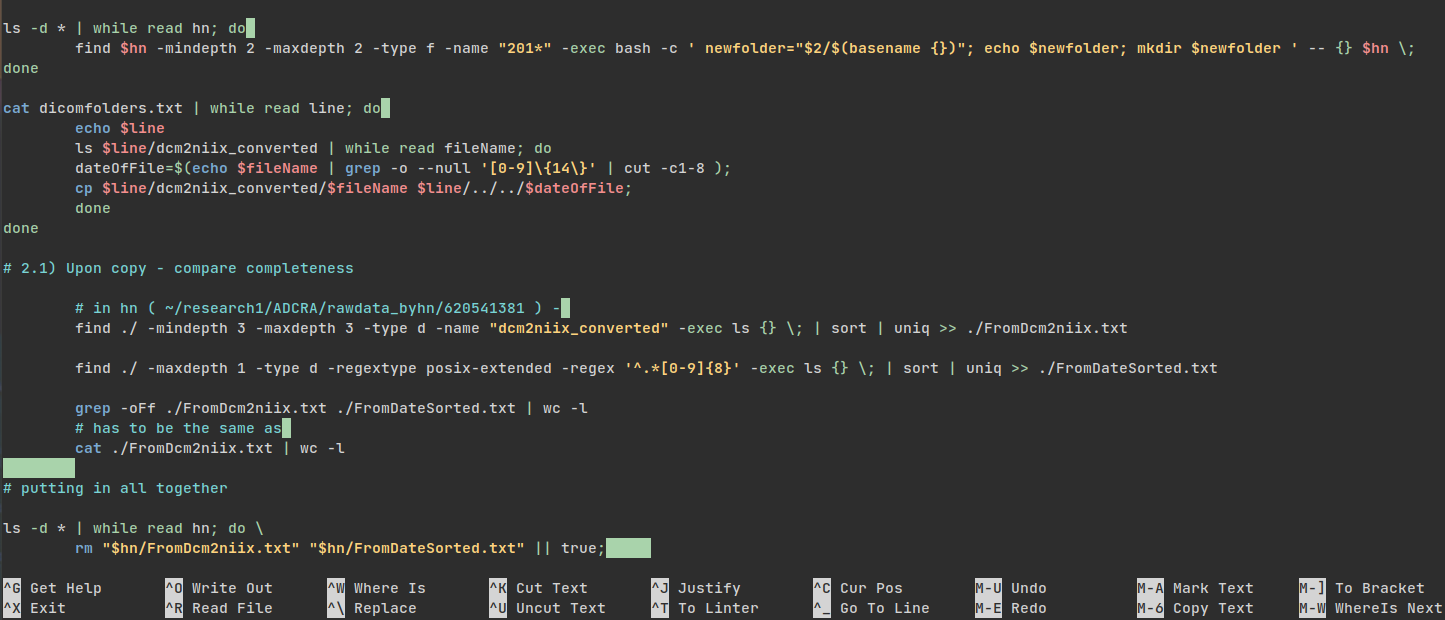 ls -d * | while read hn; do
        find $hn -mindepth 2 -maxdepth 2 -type f -name "201*" -exec bash -c ' newfolder="$2/$(basename {})"; echo $newfolder; mkdir $newfolder ' -- {} $hn \;
done

cat dicomfolders.txt | while read line; do
        echo $line
        ls $line/dcm2niix_converted | while read fileName; do
        dateOfFile=$(echo $fileName | grep -o --null '[0-9]\{14\}' | cut -c1-8 );
        cp $line/dcm2niix_converted/$fileName $line/../../$dateOfFile;
        done
done

# 2.1) Upon copy - compare completeness

        # in hn ( ~/research1/ADCRA/rawdata_byhn/620541381 ) -
        find ./ -mindepth 3 -maxdepth 3 -type d -name "dcm2niix_converted" -exec ls {} \; | sort | uniq >> ./FromDcm2niix.txt

        find ./ -maxdepth 1 -type d -regextype posix-extended -regex '^.*[0-9]{8}' -exec ls {} \; | sort | uniq >> ./FromDateSorted.txt

        grep -oFf ./FromDcm2niix.txt ./FromDateSorted.txt | wc -l
        # has to be the same as
        cat ./FromDcm2niix.txt | wc -l

# putting in all together

ls -d * | while read hn; do \
        rm "$hn/FromDcm2niix.txt" "$hn/FromDateSorted.txt" || true;

^G Get Help ^O Write Out ^W Where Is ^K Cut Text ^J Justify ^C Cur Pos M-U Undo M-A Mark Text M-] To Bracket
^X Exit ^R Read File ^\ Replace ^U Uncut Text ^T To Linter ^_ Go To Line M-E Redo M-6 Copy Text M-W WhereIs Next